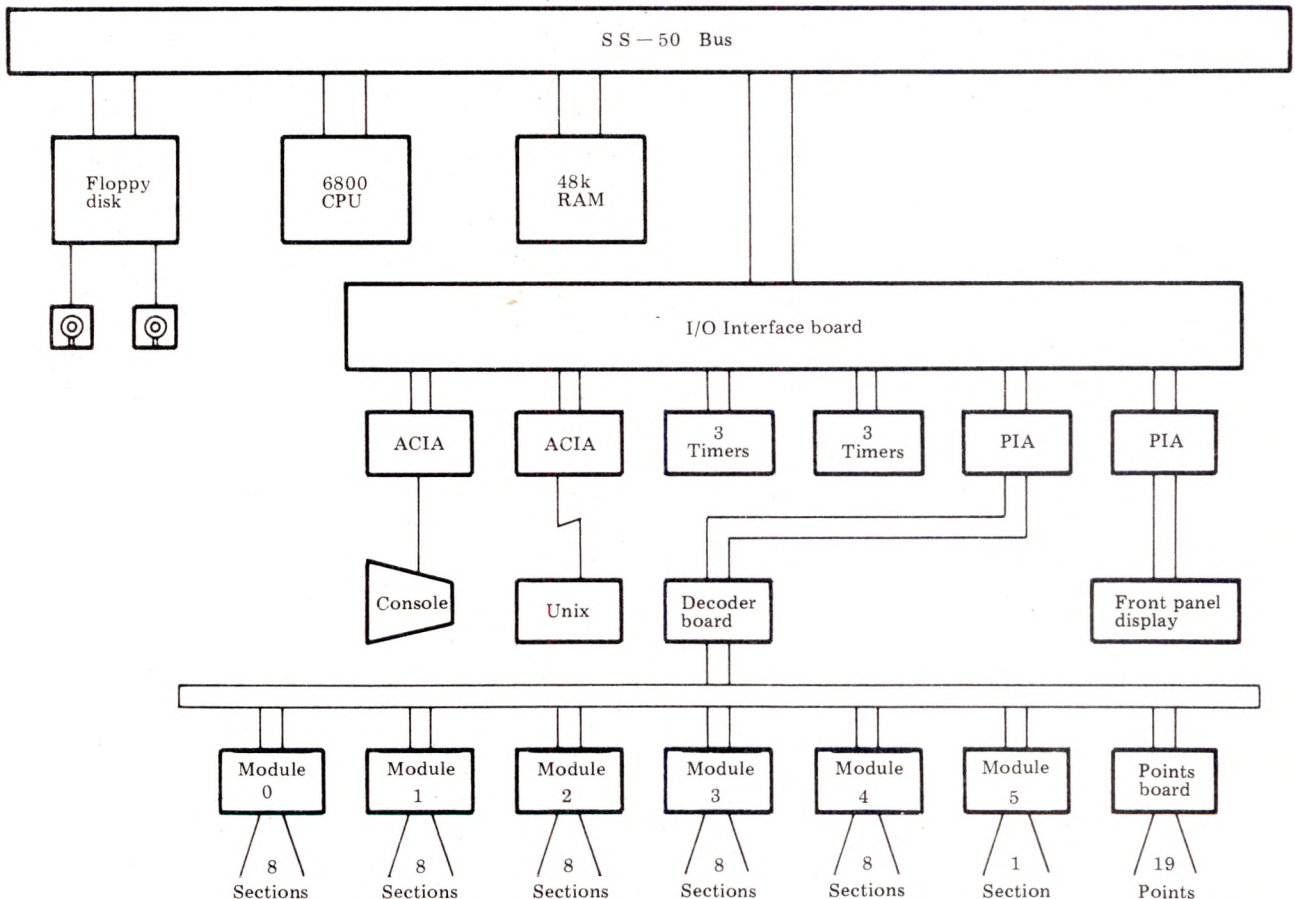 SS—50 Bus
Floppy
disk
6800
CPU
48k
RAM
I/O Interface board
ACIA
ACIA
3
Timers
3
Timers
PIA
PIA
Console
Unix
Decoder
board
Front panel
display
Module
0
Module
1
Module
2
Module
3
Module
4
Module
5
Points
board
8
Sections
8
Sections
8
Sections
8
Sections
8
Sections
1
Section
19
Points